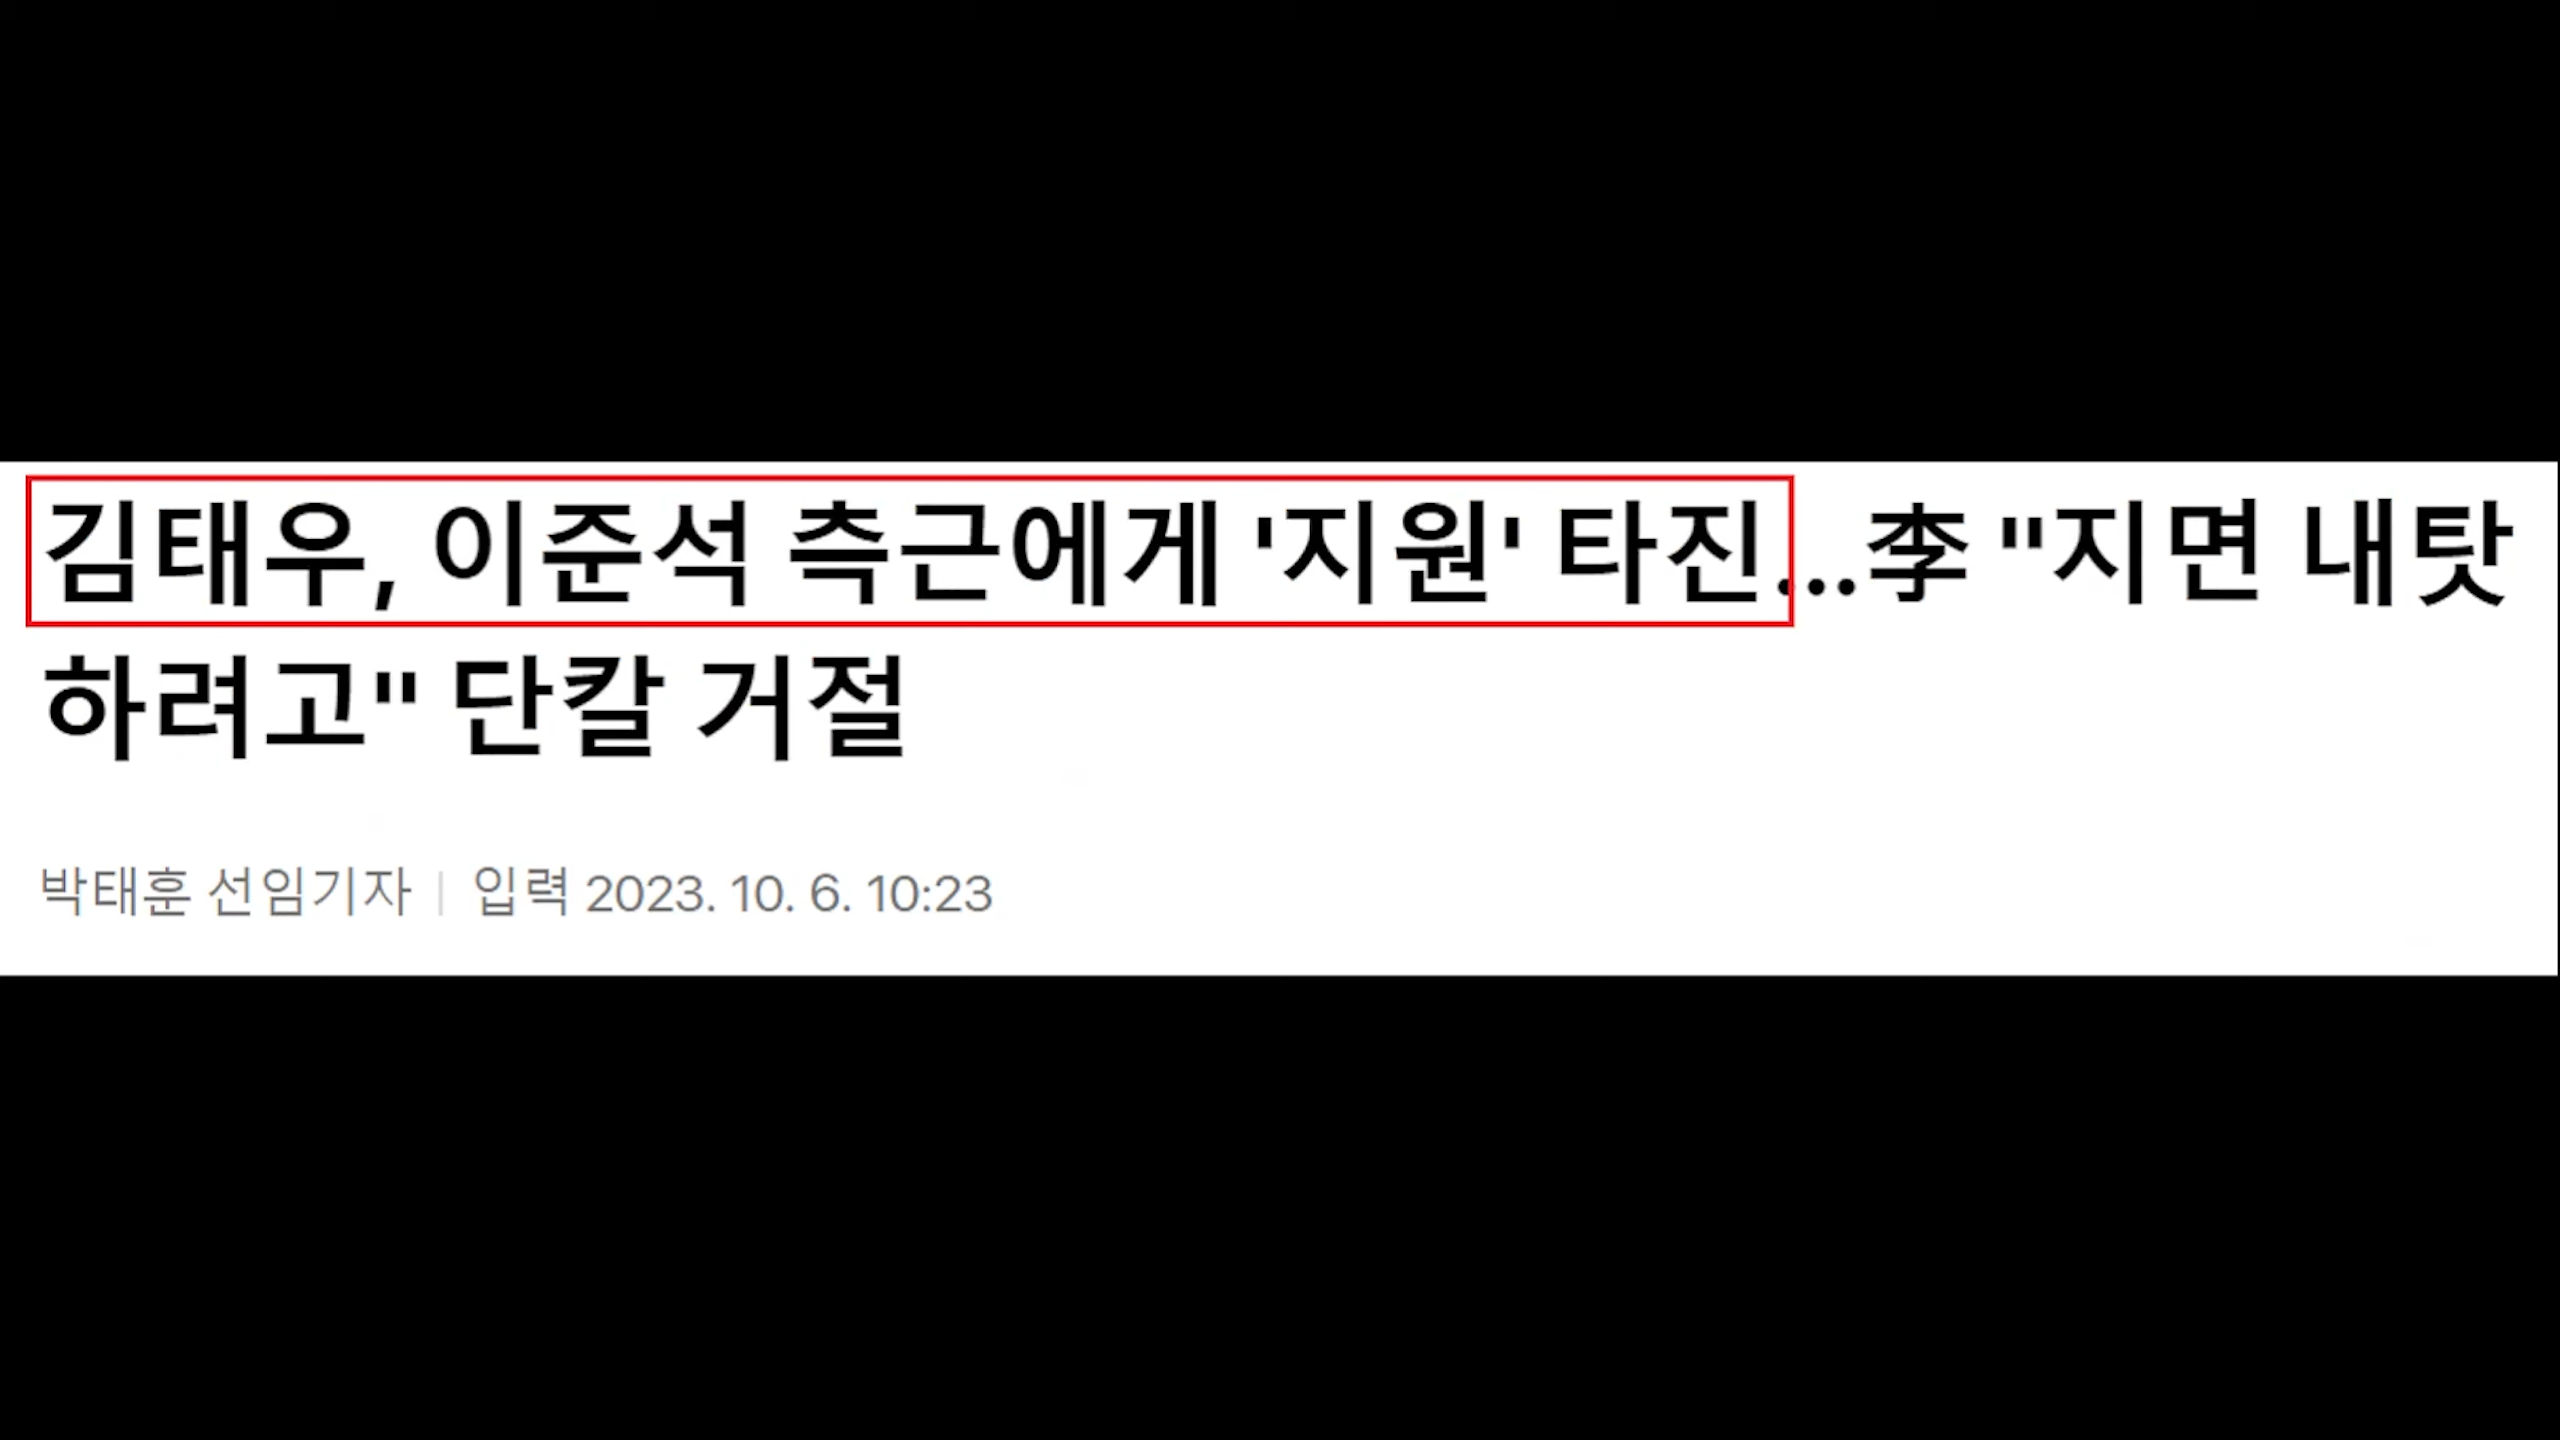 김태우, 이준석 측근에게 '지원' 타진...李 "지면 내탓
하려고" 단칼 거절
박태훈 선임기자 | 입력 2023. 10. 6. 10:23